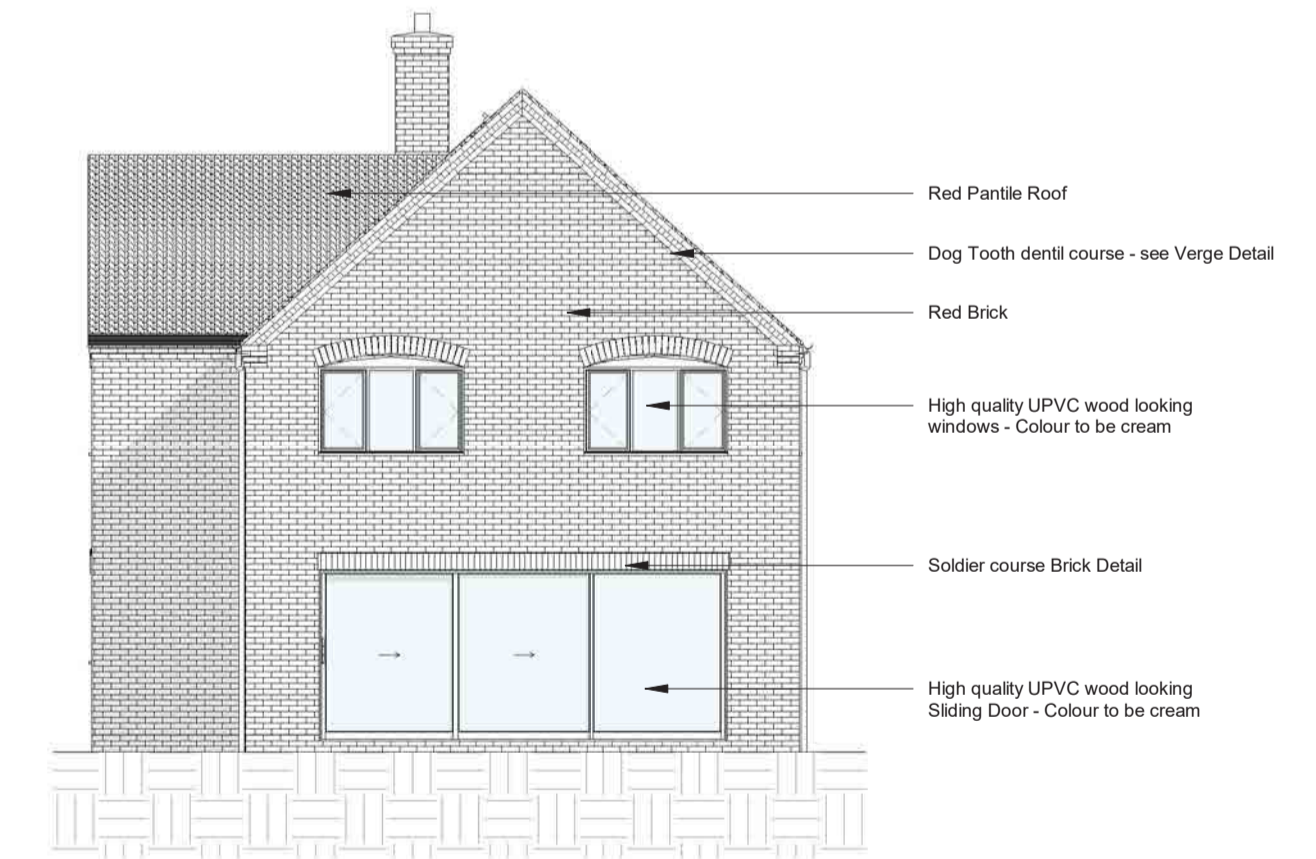 Red Pantile Roof
Dog Tooth dentil course - see Verge Detail
Red Brick
High quality UPVC wood looking
windows - Colour to be cream
Soldier course Brick Detail
High quality UPVC wood looking
Sliding Door - Colour to be cream